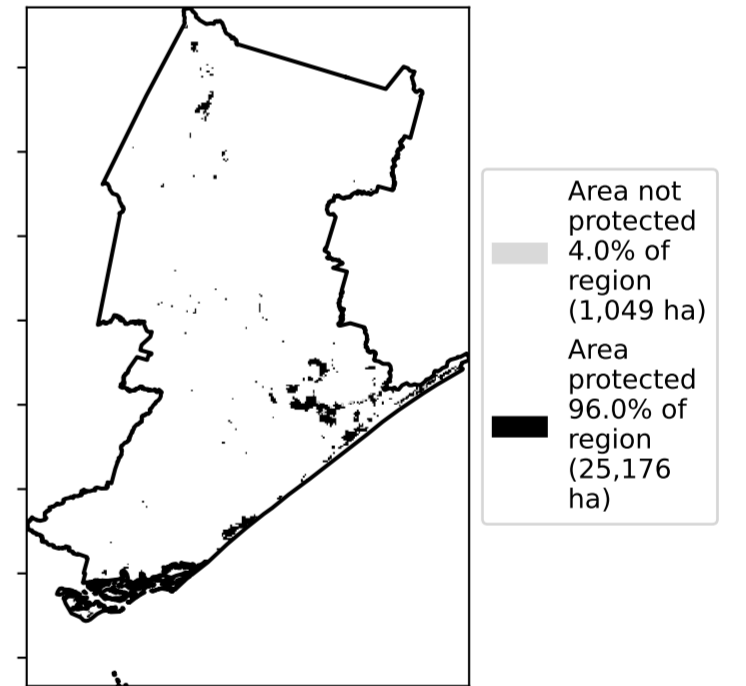 Area not
protected
4.0% of
region
(1,049 ha)
Area
protected
96.0% of
region
(25,176
ha)